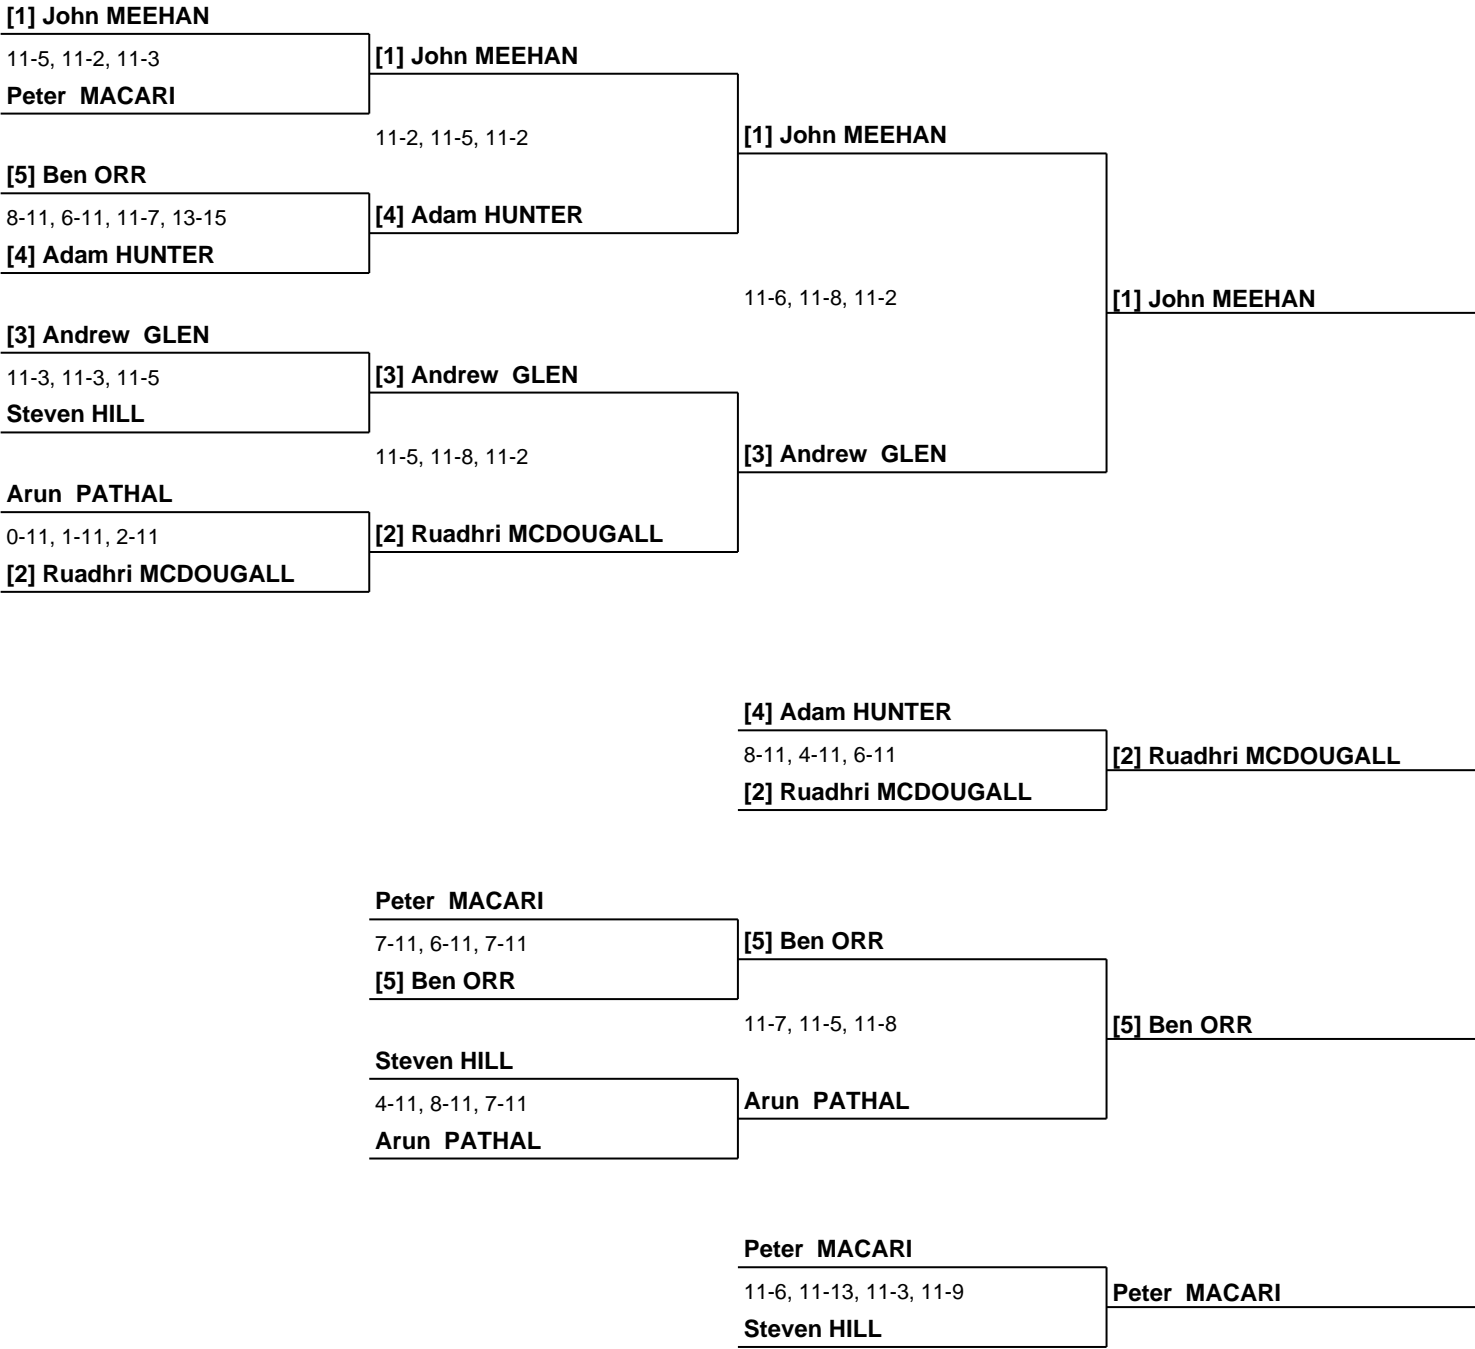 [1] John MEEHAN
11-5, 11-2, 11-3
[1] John MEEHAN
Peter MACARI
11-2, 11-5, 11-2
[1] John MEEHAN
[5] Ben ORR
8-11, 6-11, 11-7, 13-15
[4] Adam HUNTER
[4] Adam HUNTER
11-6, 11-8, 11-2
[1] John MEEHAN
[3] Andrew GLEN
11-3, 11-3, 11-5
[3] Andrew GLEN
Steven HILL
11-5, 11-8, 11-2
[3] Andrew GLEN
Arun PATHAL
0-11, 1-11, 2-11
[2] Ruadhri MCDOUGALL
[2] Ruadhri MCDOUGALL
[4] Adam HUNTER
8-11, 4-11, 6-11
[2] Ruadhri MCDOUGALL
[2] Ruadhri MCDOUGALL
Peter MACARI
7-11, 6-11, 7-11
[5] Ben ORR
[5] Ben ORR
11-7, 11-5, 11-8
[5] Ben ORR
Steven HILL
4-11, 8-11, 7-11
Arun PATHAL
Arun PATHAL
Peter MACARI
11-6, 11-13, 11-3, 11-9
Peter MACARI
Steven HILL